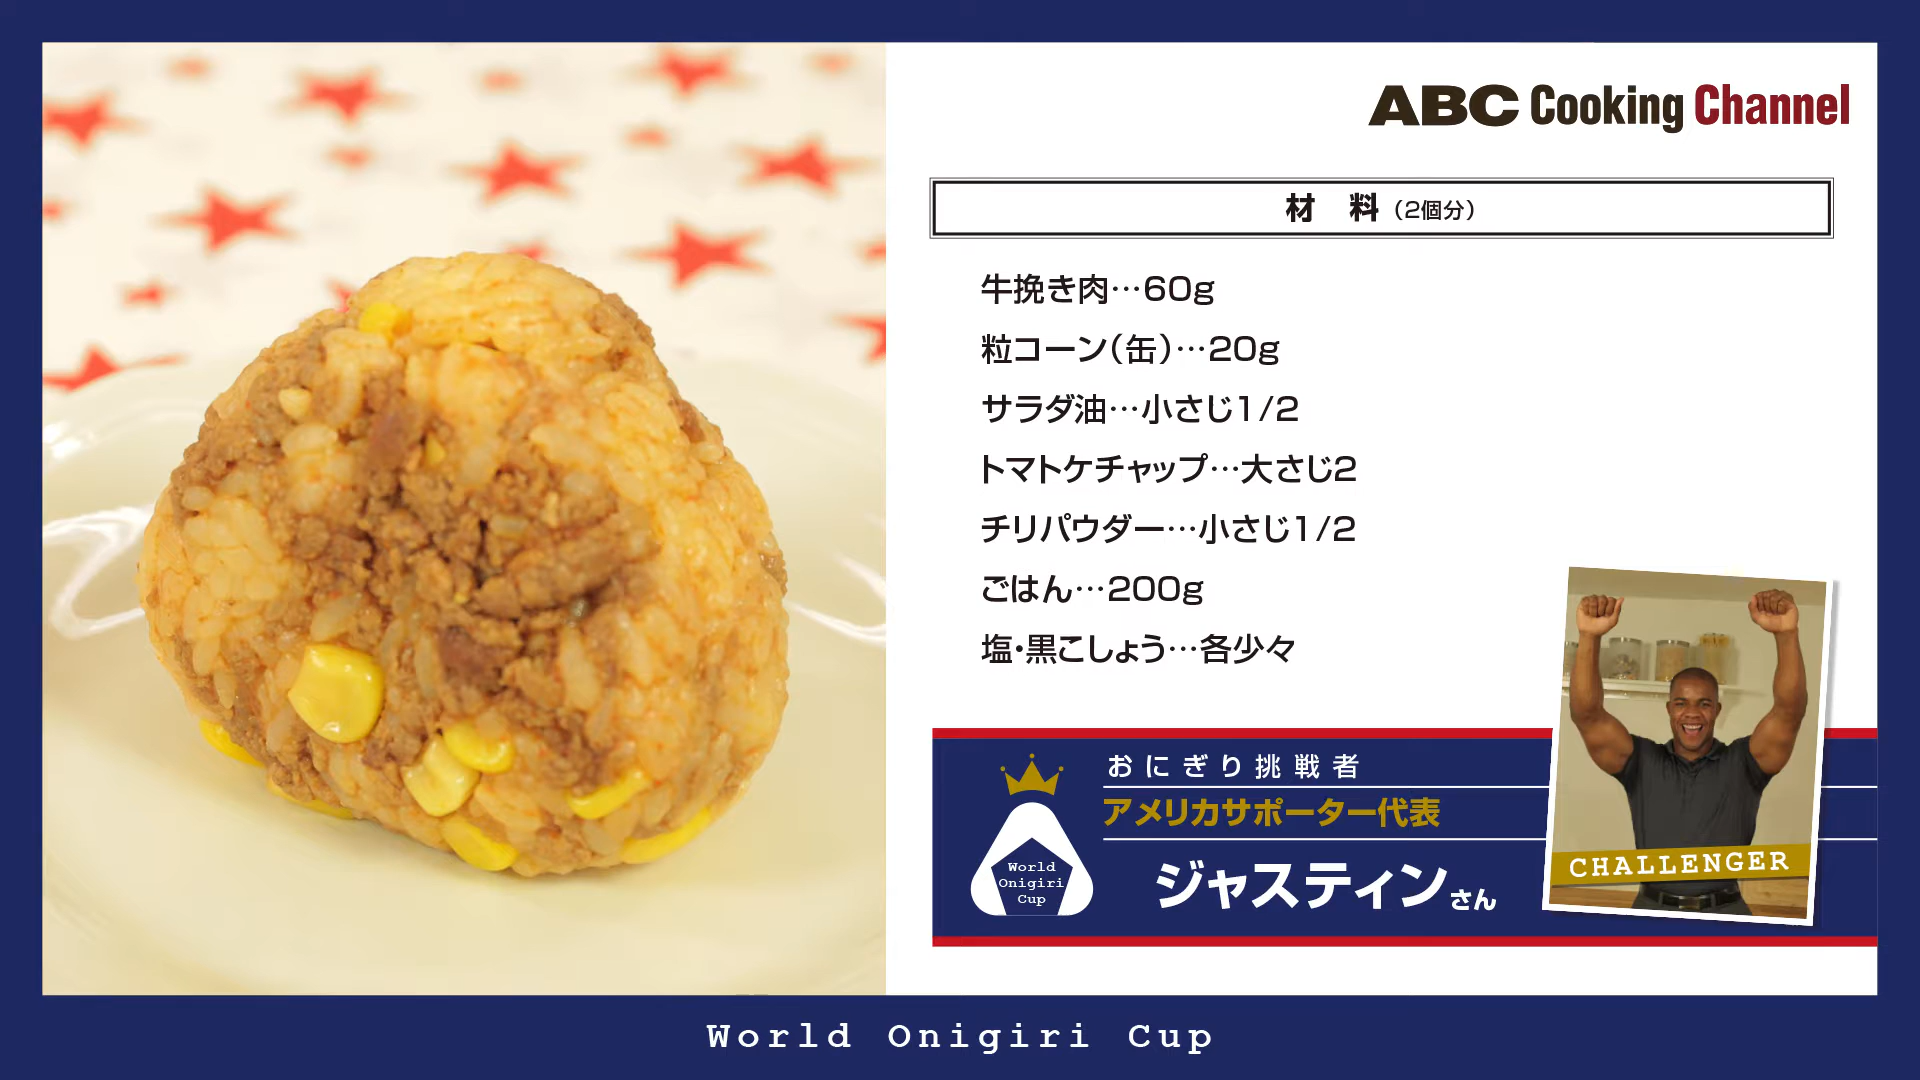 ABC Cooking Channel
材 料 （2個分）
牛挽き肉…60g
粒コーン（缶）…20g
サラダ油…小さじ1/2
トマトケチャップ…大さじ2
チリパウダー…小さじ1/2
ごはん…200g
塩・黒こしょう…各少々
おにぎり挑戦者
アメリカサポーター代表
ジャスティンさん
World
Onigiri
Cup
CHALLENGER
World Onigiri Cup